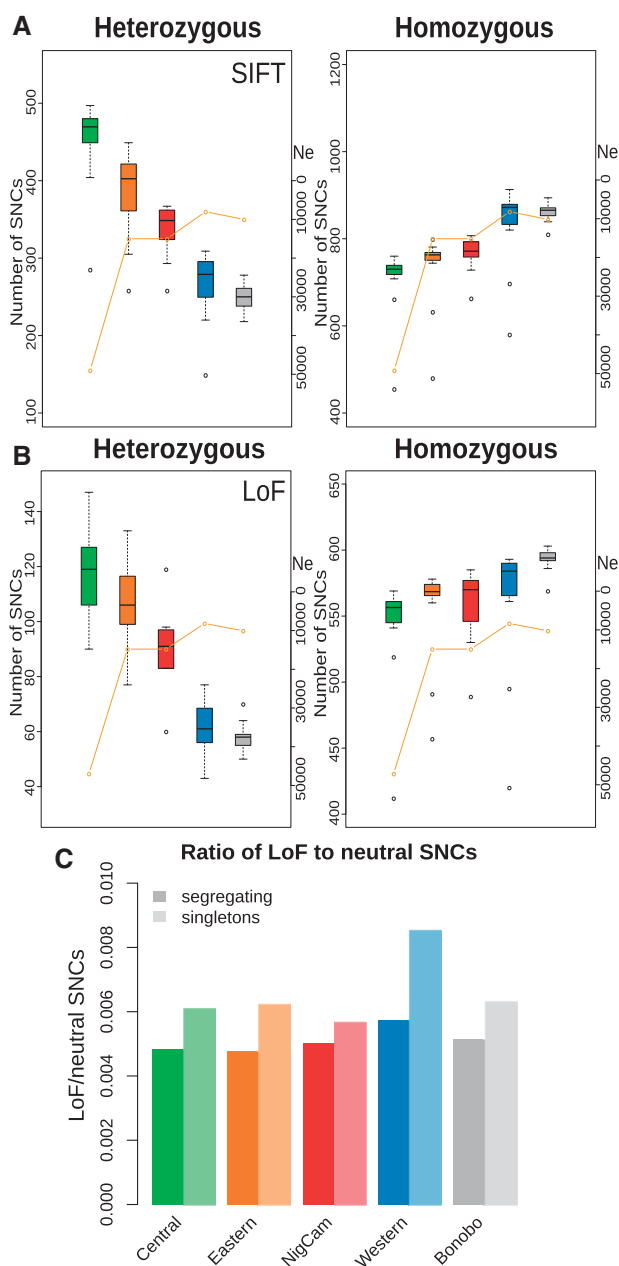 A
Heterozygous
Homozygous
SIFT
Number of SNCs
100
200
300
400
500
Ne
0
10000
30000
50000
Number of SNCs
400
600
800
1000
1200
Ne
0
10000
30000
50000
B
Heterozygous
Homozygous
LoF
Number of SNCs
40
60
80
100
120
140
Ne
0
10000
30000
50000
Number of SNCs
400
450
500
550
600
650
Ne
0
10000
30000
50000
C
Ratio of LoF to neutral SNCs
segregating
singletons
LoF/neutral SNCs
0.000
0.002
0.004
0.006
0.008
0.010
Central
Eastern
NigCam
Western
Bonobo